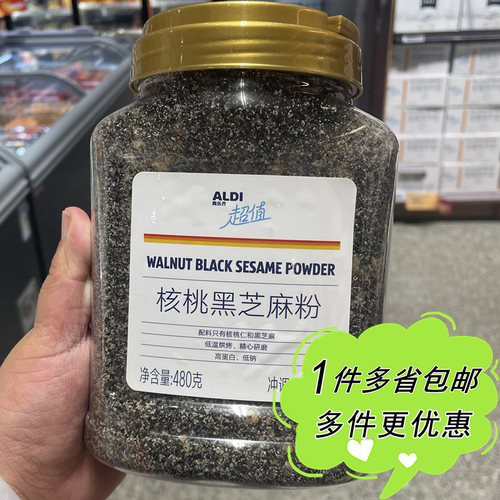 ALDI
奥乐齐
超值
WALNUT BLACK SESAME POWDER
核桃黑芝麻粉
配料只有核桃仁和黑芝麻
低温烘烤、精心研磨
高蛋白、低钠
净含量:480克
冲调
1件多省包邮
多件更优惠